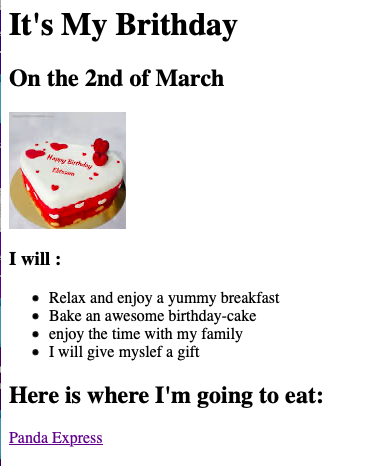 It's My Brithday
On the 2nd of March
Happy Birthday
I will :
Relax and enjoy a yummy breakfast
Bake an awesome birthday-cake
enjoy the time with my family
I will give myslef a gift
Here is where I'm going to eat:
Panda Express